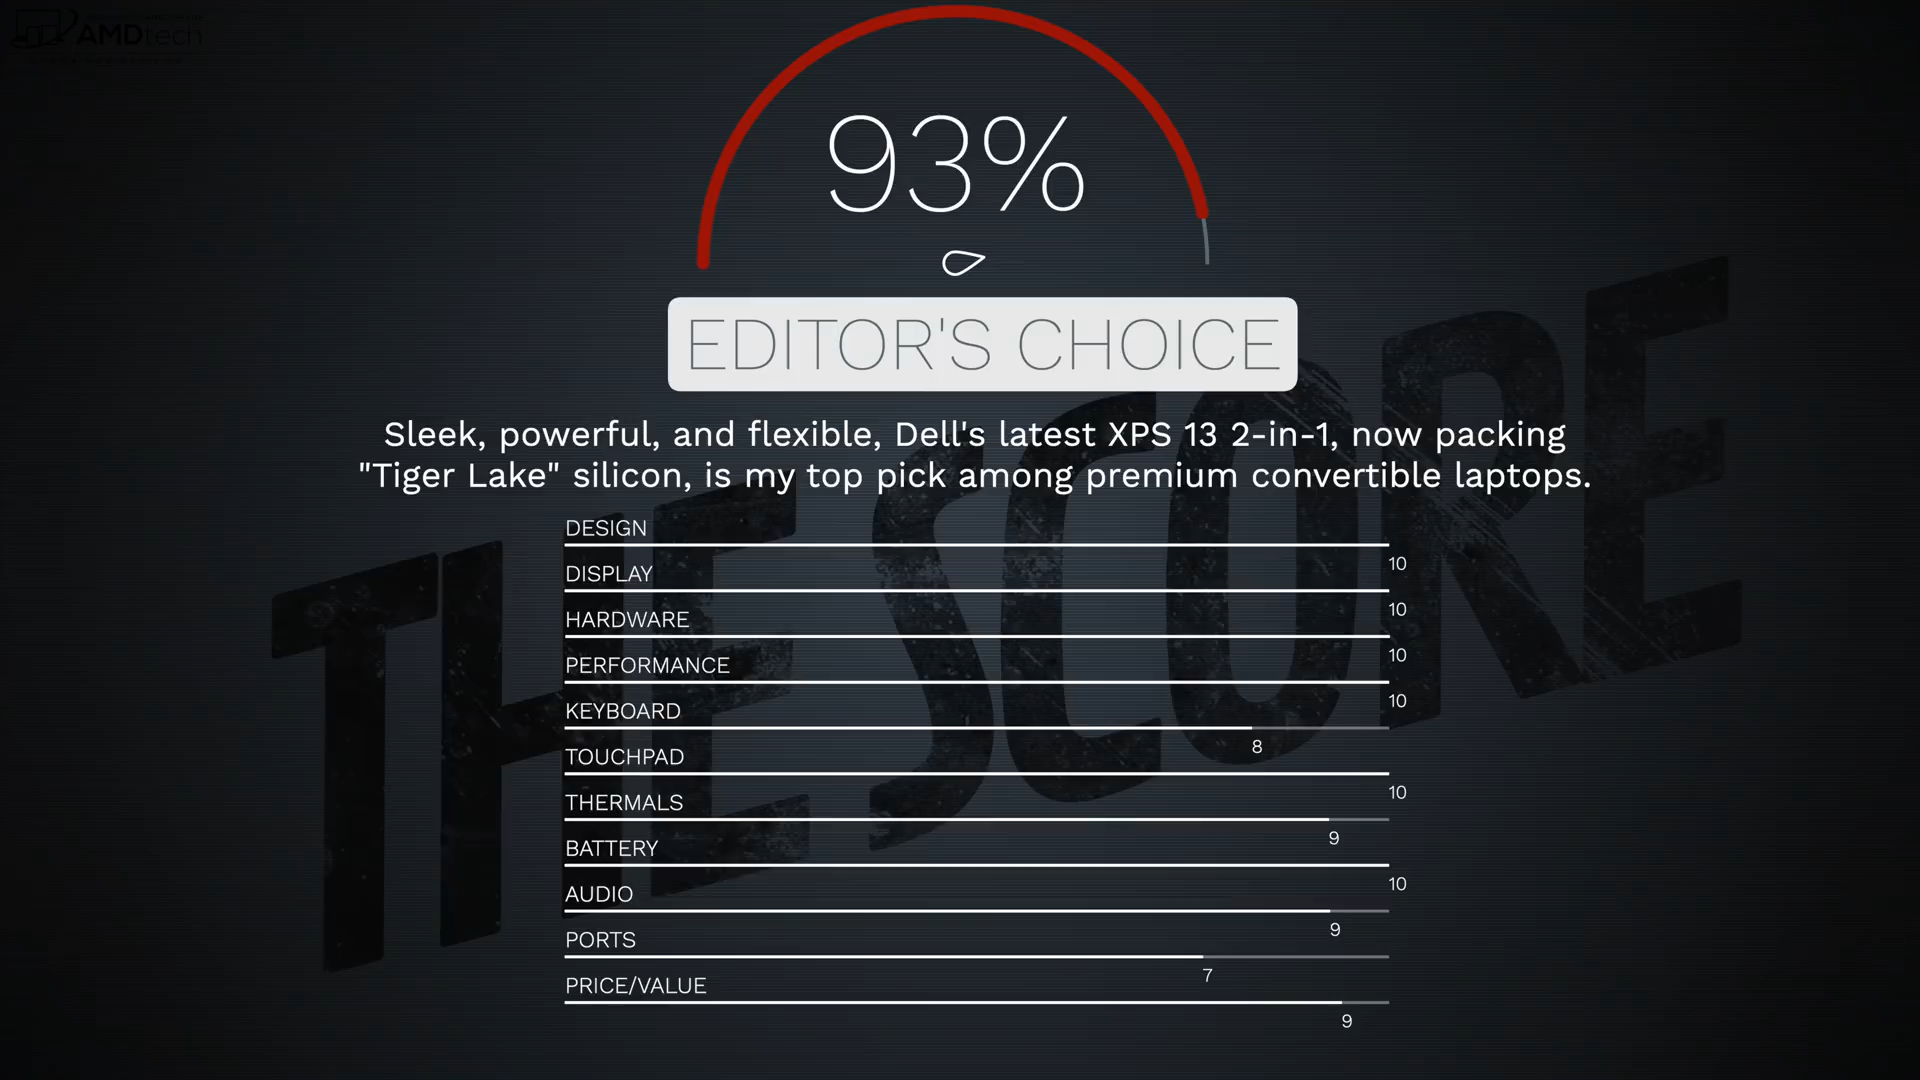 AMDtech
93%
EDITOR'S CHOICE
Sleek, powerful, and flexible, Dell's latest XPS 13 2-in-1, now packing
"Tiger Lake" silicon, is my top pick among premium convertible laptops.
THE SCORE
DESIGN
10
DISPLAY
10
HARDWARE
10
PERFORMANCE
10
KEYBOARD
8
TOUCHPAD
10
THERMALS
9
BATTERY
10
AUDIO
9
PORTS
7
PRICE/VALUE
9